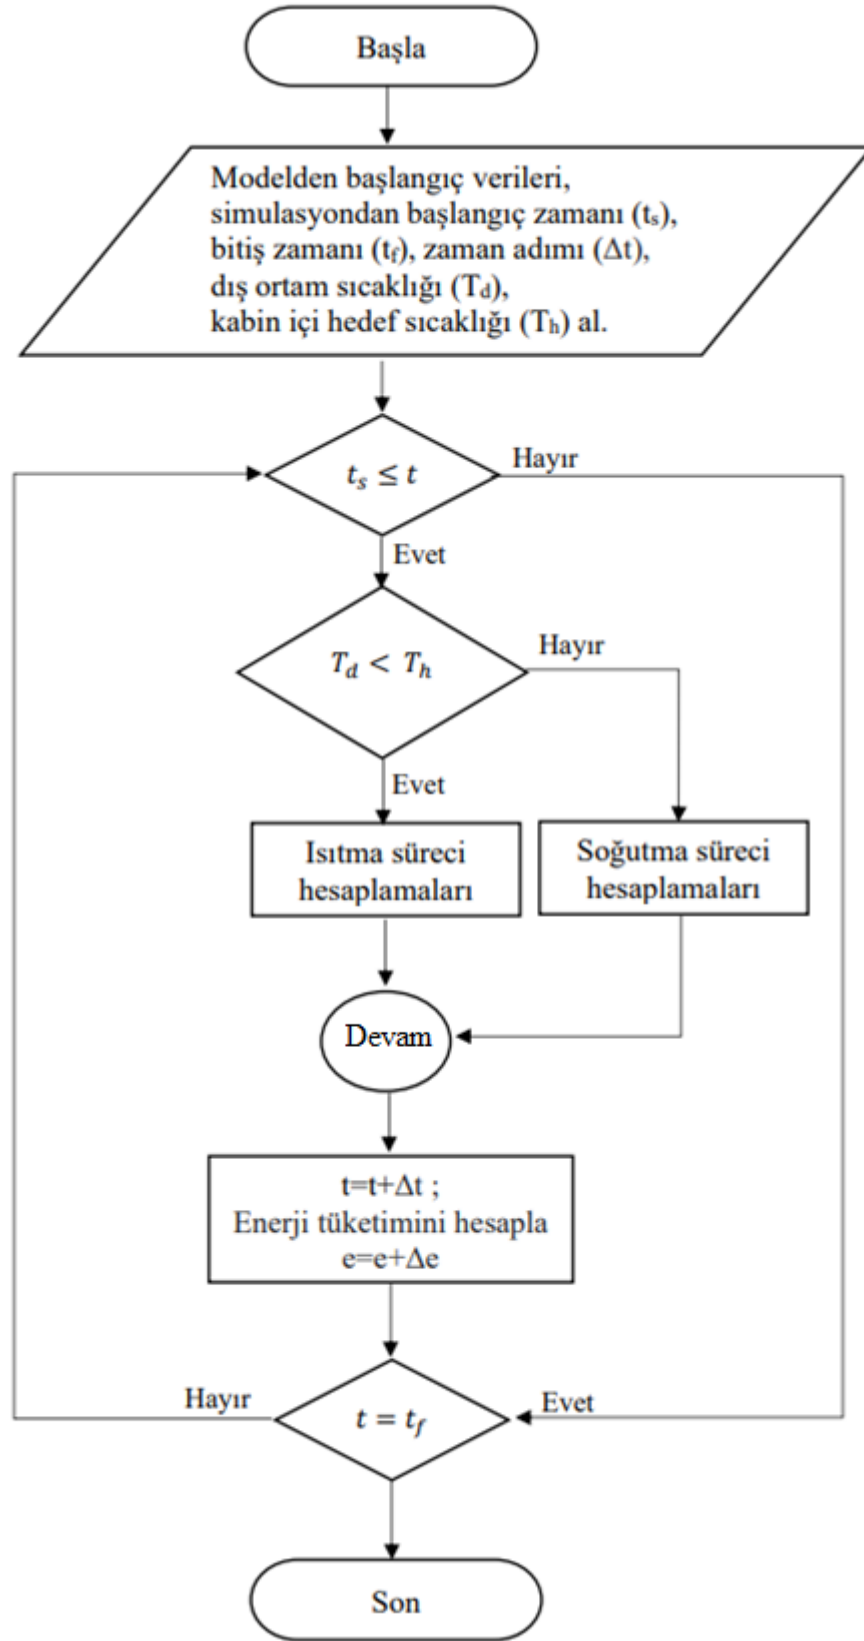 Başla
Modelden başlangıç verileri,
simulasyondan başlangıç zamanı (tₛ),
bitiş zamanı (t_f), zaman adımı (Δt),
dış ortam sıcaklığı (T_d),
kabin içi hedef sıcaklığı (Tₕ) al.
tₛ ≤ t
Hayır
Evet
T_d < Tₕ
Hayır
Evet
Isıtma süreci
hesaplamaları
Soğutma süreci
hesaplamaları
Devam
t=t+Δt ;
Enerji tüketimini hesapla
e=e+Δe
Hayır
t = t_f
Evet
Son